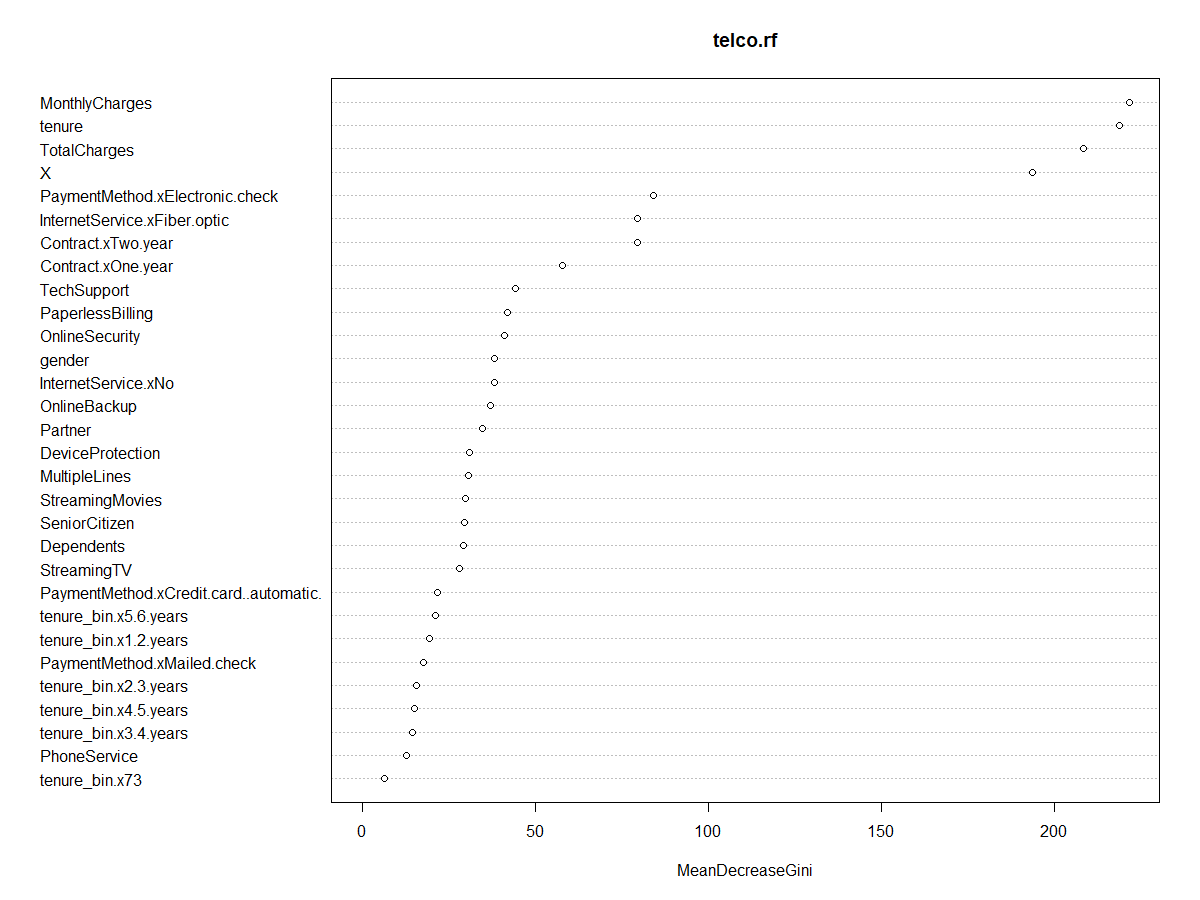 telco.rf
MonthlyCharges
tenure
TotalCharges
X
PaymentMethod.xElectronic.check
InternetService.xFiber.optic
Contract.xTwo.year
Contract.xOne.year
TechSupport
PaperlessBilling
OnlineSecurity
gender
InternetService.xNo
OnlineBackup
Partner
DeviceProtection
MultipleLines
StreamingMovies
SeniorCitizen
Dependents
StreamingTV
PaymentMethod.xCredit.card..automatic.
tenure_bin.x5.6.years
tenure_bin.x1.2.years
PaymentMethod.xMailed.check
tenure_bin.x2.3.years
tenure_bin.x4.5.years
tenure_bin.x3.4.years
PhoneService
tenure_bin.x73
0 50 100 150 200
MeanDecreaseGini